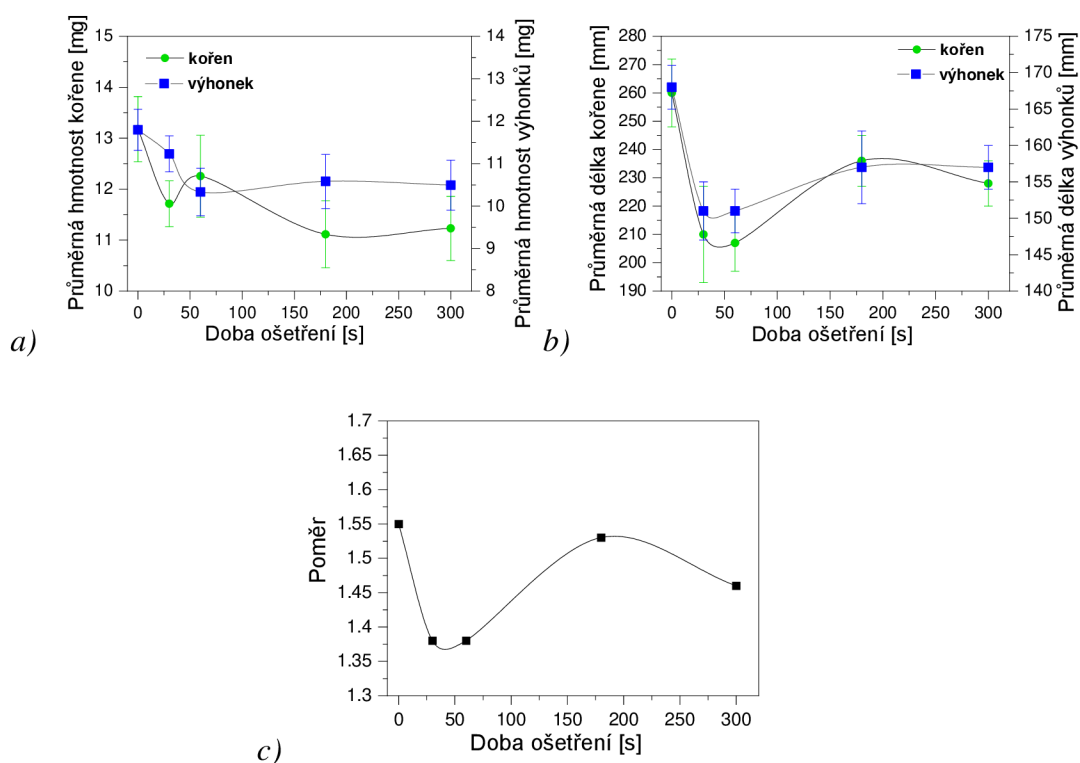 15
14
13
12
11
10
Průměrná hmotnost kořene [mg]
kořen
výhonek
14
13
12
11
10
9
8
Průměrná hmotnost výhonků [mg]
0 50 100 150 200 250 300
Doba ošetření [s]
a)
280
270
260
250
240
230
220
210
200
190
Průměrná délka kořene [mm]
kořen
výhonek
175
170
165
160
155
150
145
140
Průměrná délka výhonků [mm]
0 50 100 150 200 250 300
Doba ošetření [s]
b)
1.7
1.65
1.6
1.55
1.5
1.45
1.4
1.35
1.3
Poměr
0 50 100 150 200 250 300
Doba ošetření [s]
c)